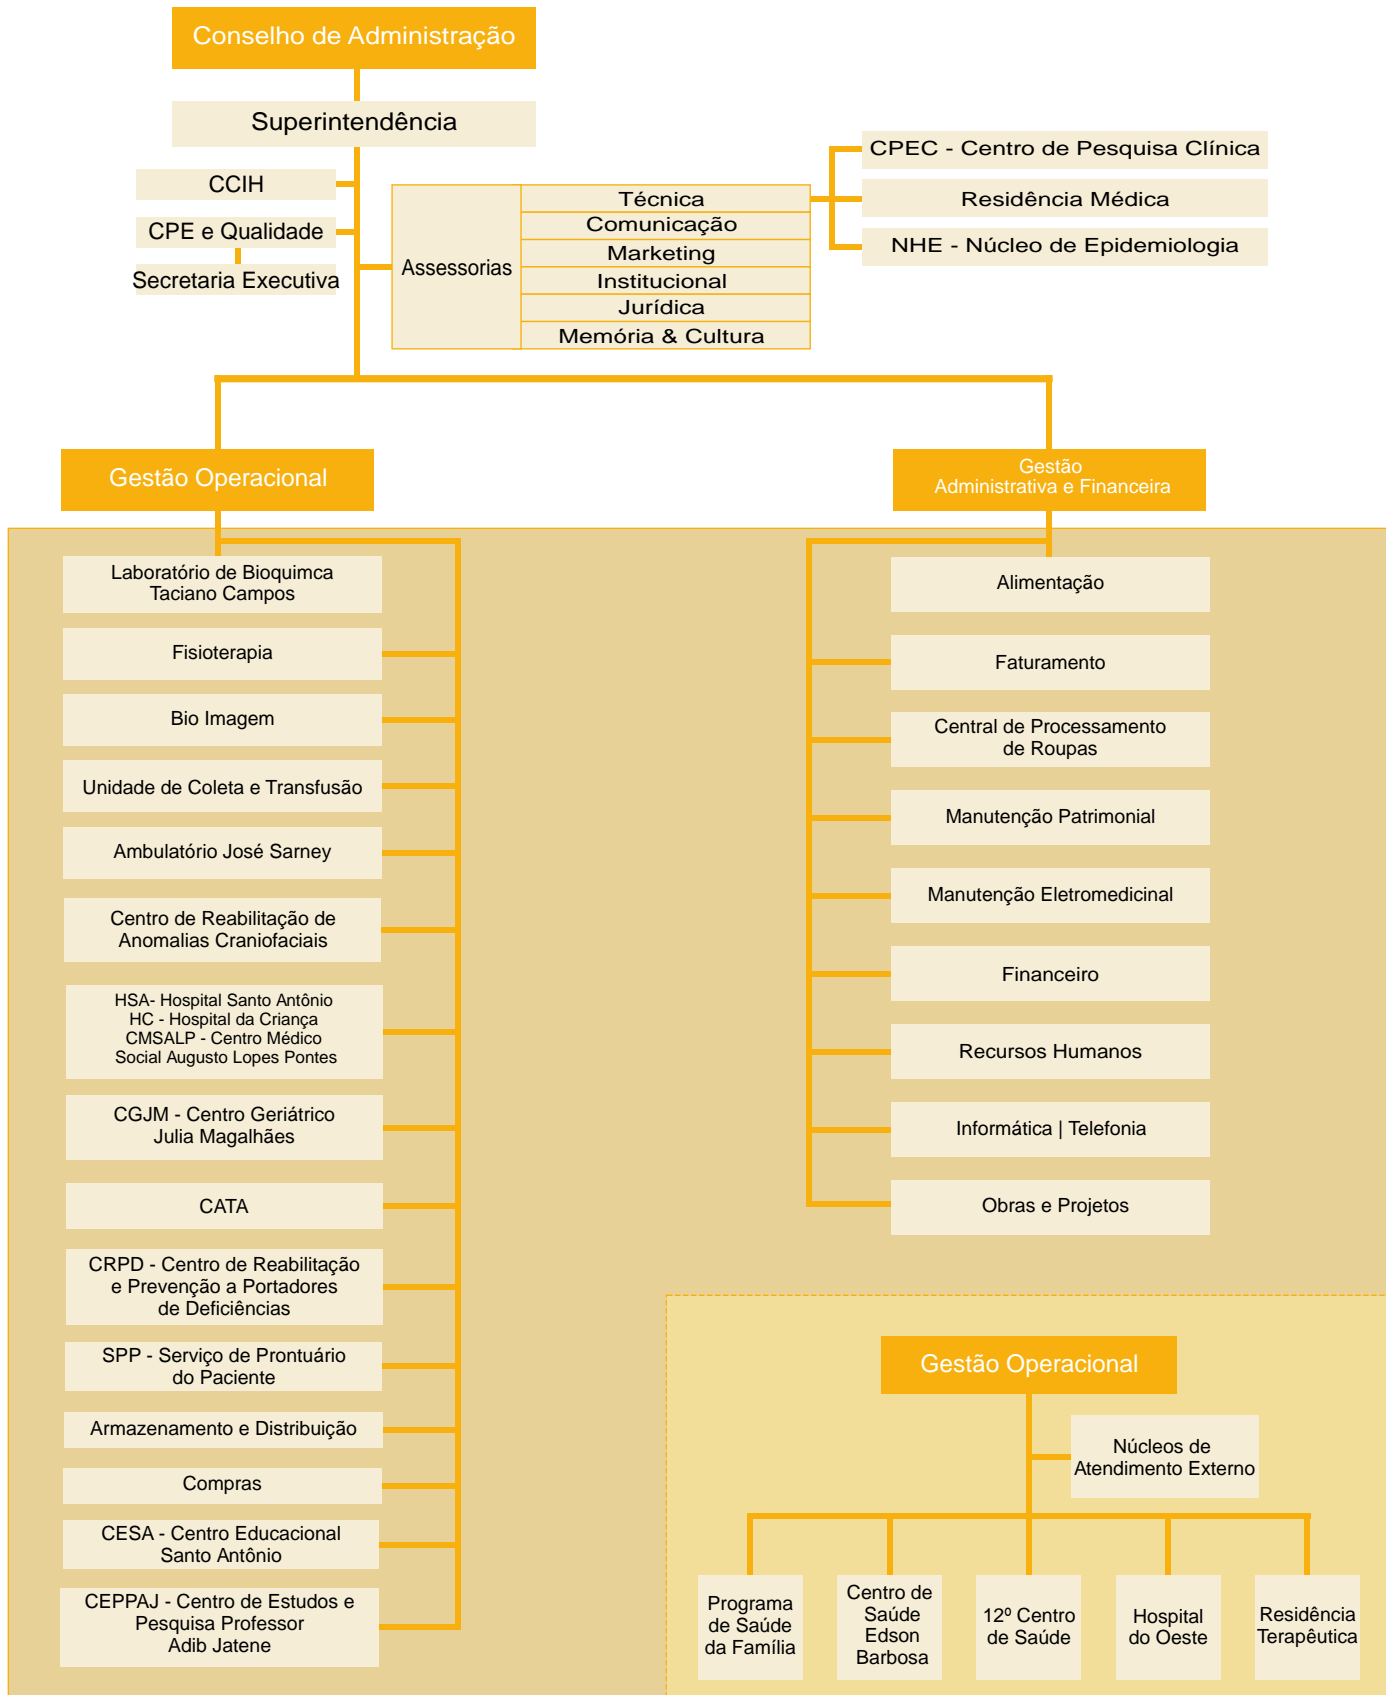 Conselho de Administração
Superintendência
CCIH
CPE e Qualidade
Secretaria Executiva
Assessorias
Técnica
Comunicação
Marketing
Institucional
Jurídica
Memória & Cultura
CPEC - Centro de Pesquisa Clínica
Residência Médica
NHE - Núcleo de Epidemiologia
Gestão Operacional
Laboratório de Bioquimca
Taciano Campos
Fisioterapia
Bio Imagem
Unidade de Coleta e Transfusão
Ambulatório José Sarney
Centro de Reabilitação de
Anomalias Craniofaciais
HSA- Hospital Santo Antônio
HC - Hospital da Criança
CMSALP - Centro Médico
Social Augusto Lopes Pontes
CGJM - Centro Geriátrico
Julia Magalhães
CATA
CRPD - Centro de Reabilitação
e Prevenção a Portadores
de Deficiências
SPP - Serviço de Prontuário
do Paciente
Armazenamento e Distribuição
Compras
CESA - Centro Educacional
Santo Antônio
CEPPAJ - Centro de Estudos e
Pesquisa Professor
Adib Jatene
Gestão
Administrativa e Financeira
Alimentação
Faturamento
Central de Processamento
de Roupas
Manutenção Patrimonial
Manutenção Eletromedicinal
Financeiro
Recursos Humanos
Informática | Telefonia
Obras e Projetos
Gestão Operacional
Núcleos de
Atendimento Externo
Programa
de Saúde
da Família
Centro de
Saúde
Edson
Barbosa
12º Centro
de Saúde
Hospital
do Oeste
Residência
Terapêutica